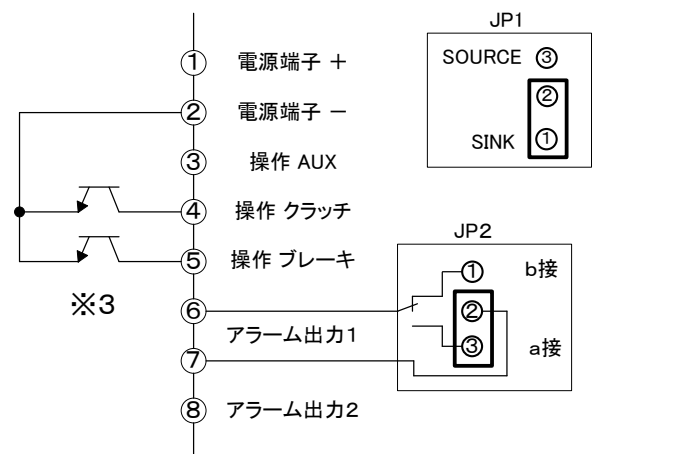 ① 電源端子 +
② 電源端子 −
③ 操作 AUX
④ 操作 クラッチ
⑤ 操作 ブレーキ
※3
⑥
アラーム出力1
⑦
⑧ アラーム出力2
JP1
SOURCE ③
②
SINK ①
JP2
① b接
②
③ a接